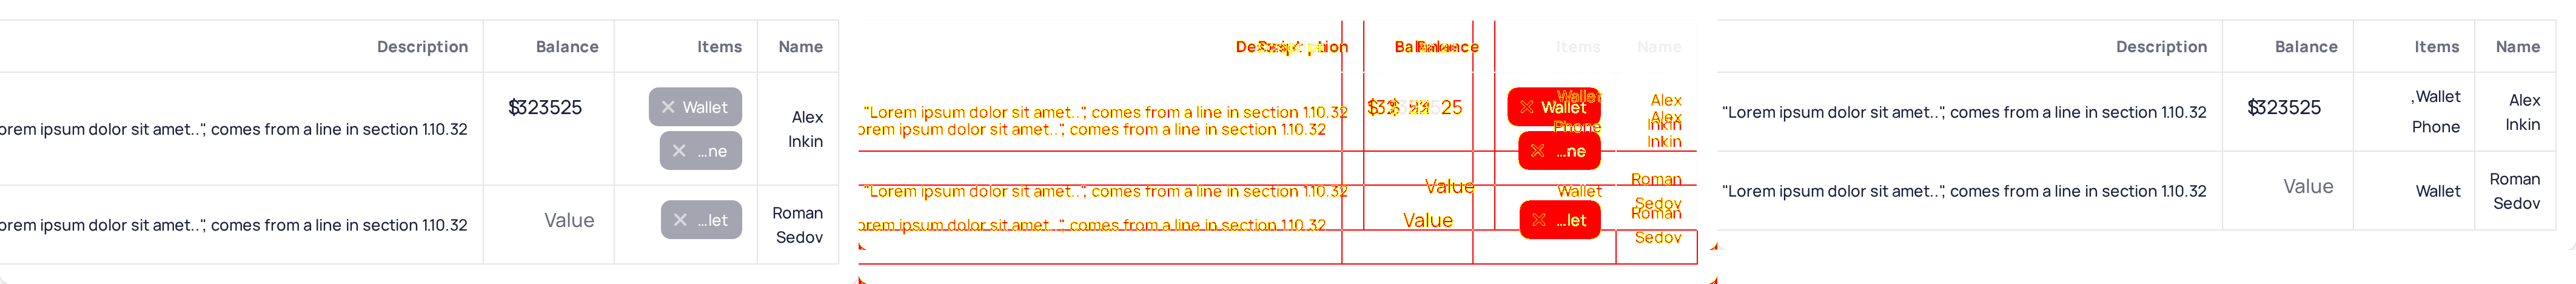 Description Balance Items Name
orem ipsum dolor sit amet..", comes from a line in section 1.10.32
$323525
Wallet
...ne
Alex
Inkin
orem ipsum dolor sit amet..", comes from a line in section 1.10.32
Value
...let
Roman
Sedov
Items Name
"Lorem ipsum dolor sit amet..", comes from a line in section 1.10.32
orem ipsum dolor sit amet..", comes from a line in section 1.10.32
Wallet
Wallet
Phone
...ne
Alex
Alex
Inkin
Inkin
"Lorem ipsum dolor sit amet..", comes from a line in section 1.10.32
orem ipsum dolor sit amet..", comes from a line in section 1.10.32
Value
Value
Wallet
...let
Roman
Sedov
Roman
Sedov
Description Balance Items Name
"Lorem ipsum dolor sit amet..", comes from a line in section 1.10.32
$323525
,Wallet
Phone
Alex
Inkin
"Lorem ipsum dolor sit amet..", comes from a line in section 1.10.32
Value
Wallet
Roman
Sedov